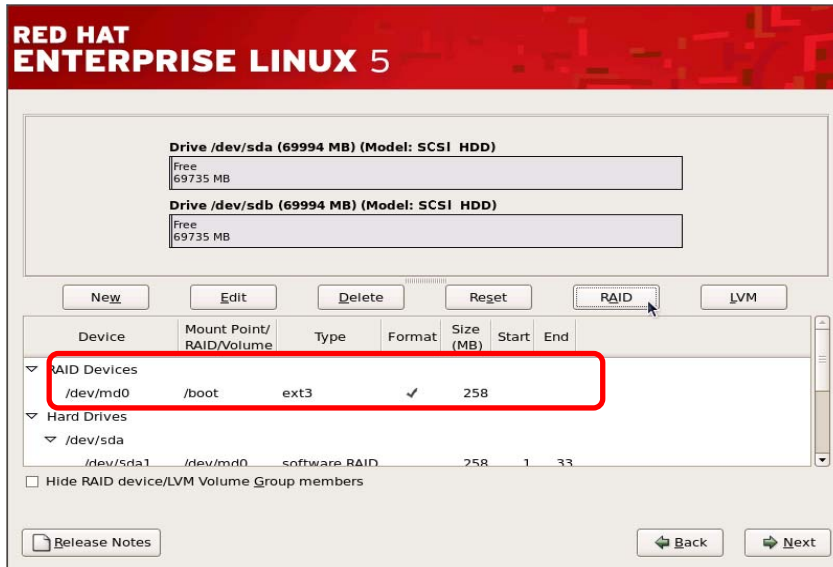 RED HAT
ENTERPRISE LINUX 5
Drive /dev/sda (69994 MB) (Model: SCSI HDD)
Free
69735 MB
Drive /dev/sdb (69994 MB) (Model: SCSI HDD)
Free
69735 MB
New Edit Delete Reset RAID LVM
Device Mount Point/ RAID/Volume Type Format Size (MB) Start End
RAID Devices
/dev/md0 /boot ext3 ✓ 258
Hard Drives
/dev/sda
/dev/sda1 /dev/md0 software RAID 258 1 33
Hide RAID device/LVM Volume Group members
Release Notes Back Next